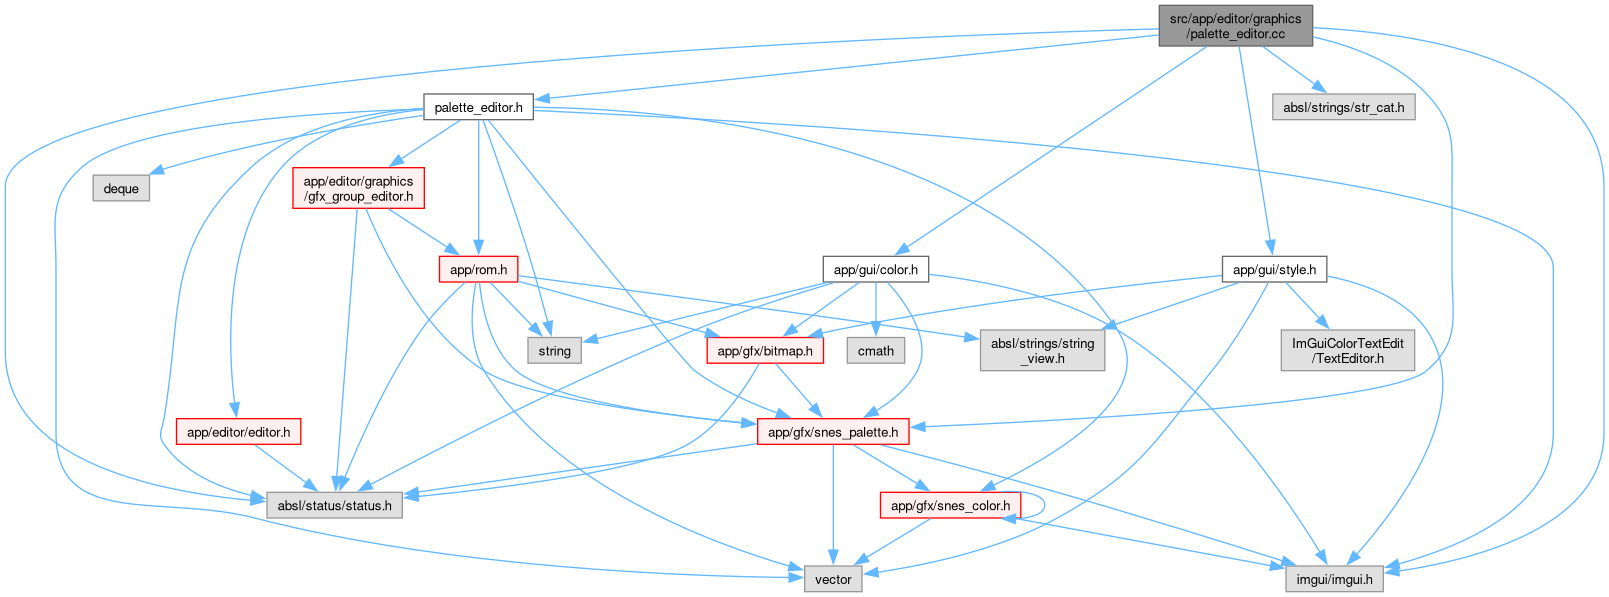 src/app/editor/graphics
/palette_editor.cc
palette_editor.h
absl/strings/str_cat.h
deque
app/editor/graphics
/gfx_group_editor.h
app/rom.h
app/gui/color.h
app/gui/style.h
string
app/gfx/bitmap.h
cmath
absl/strings/string
_view.h
ImGuiColorTextEdit
/TextEditor.h
app/editor/editor.h
app/gfx/snes_palette.h
absl/status/status.h
app/gfx/snes_color.h
vector
imgui/imgui.h